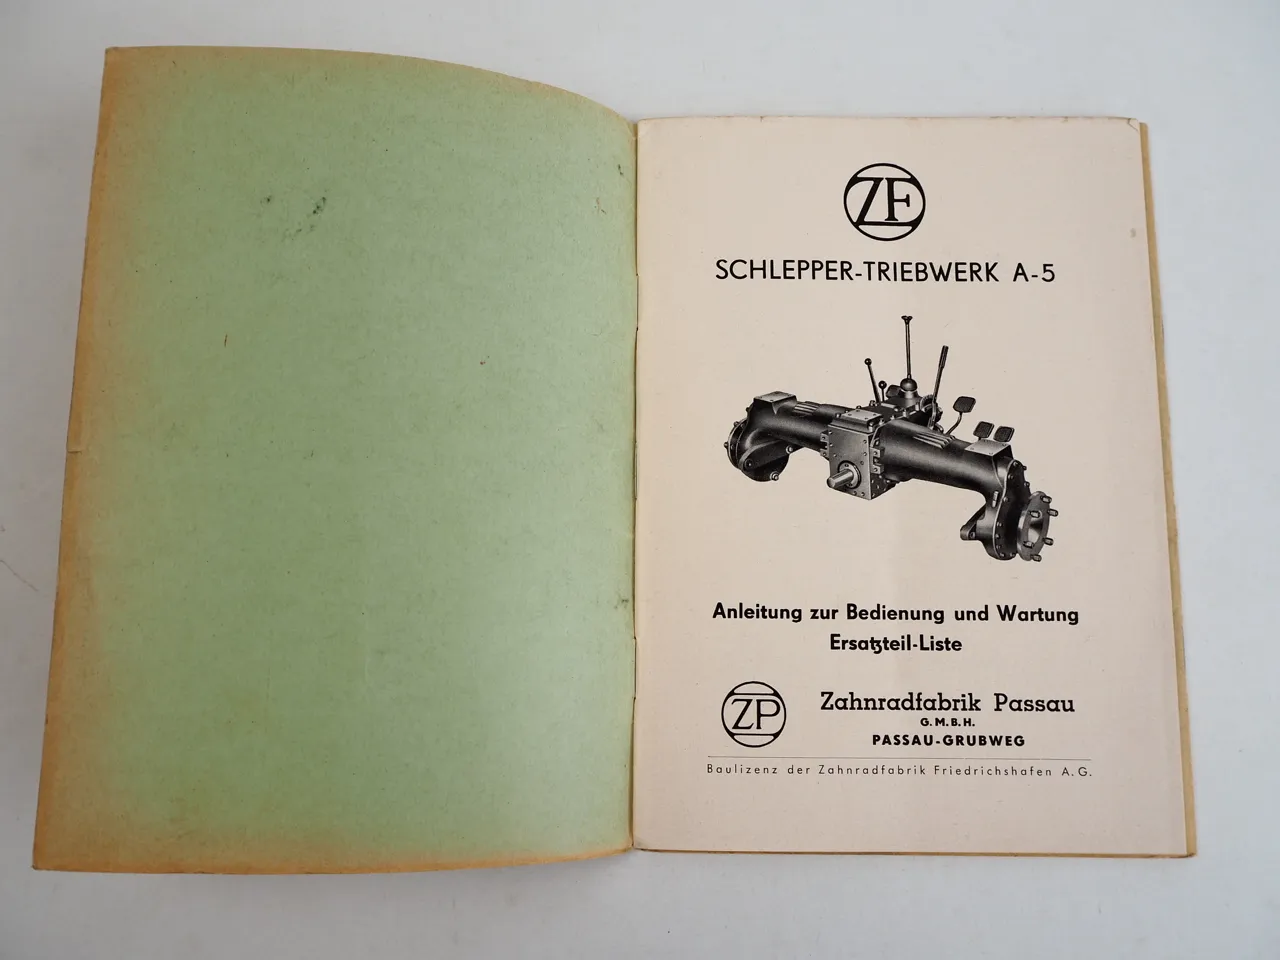 ZF
SCHLEPPER-TRIEBWERK A-5
Anleitung zur Bedienung und Wartung
Ersatzteil-Liste
ZP
Zahnradfabrik Passau
G.M.B.H.
PASSAU-GRUBWEG
Baulizenz der Zahnradfabrik Friedrichshafen A.G.